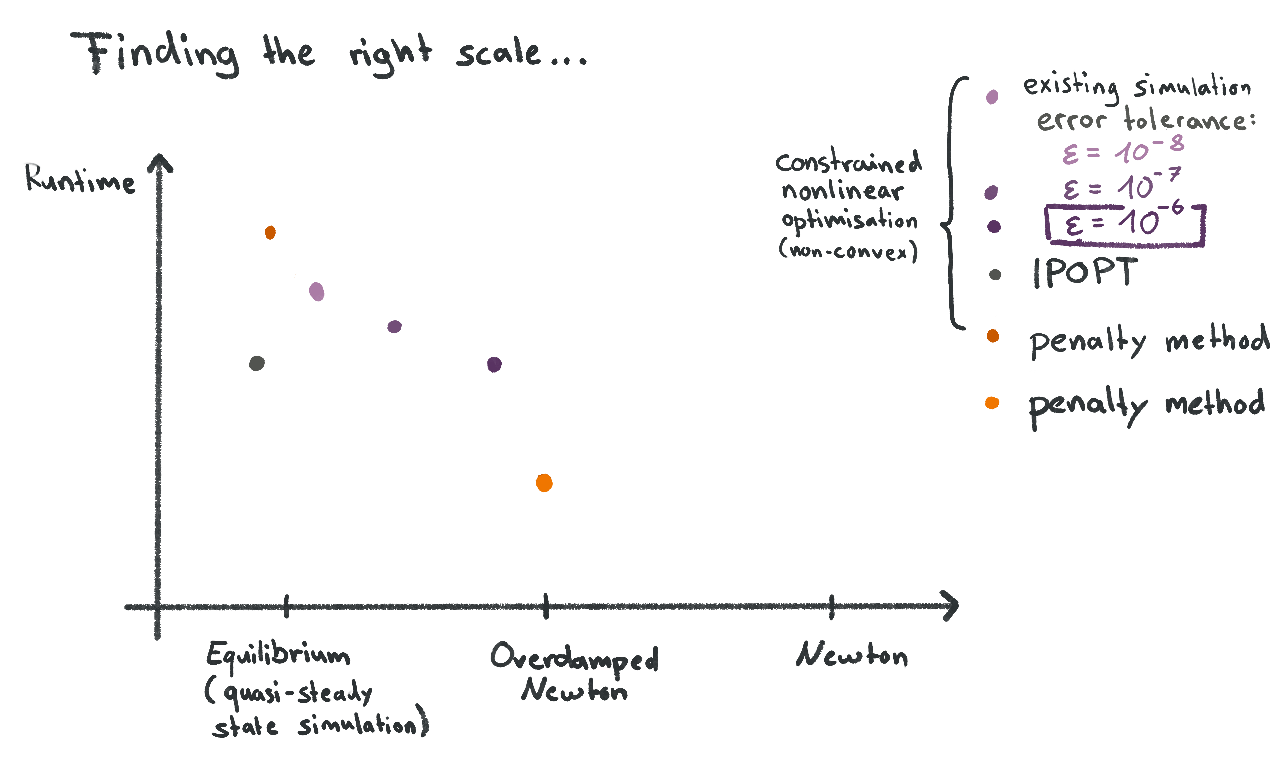 Finding the right scale...
Runtime
constrained
nonlinear
optimisation
(non-convex)
existing simulation
error tolerance:
ε = 10⁻⁸
ε = 10⁻⁷
ε = 10⁻⁶
IPOPT
penalty method
penalty method
Equilibrium
(quasi-steady
state simulation)
Overdamped
Newton
Newton